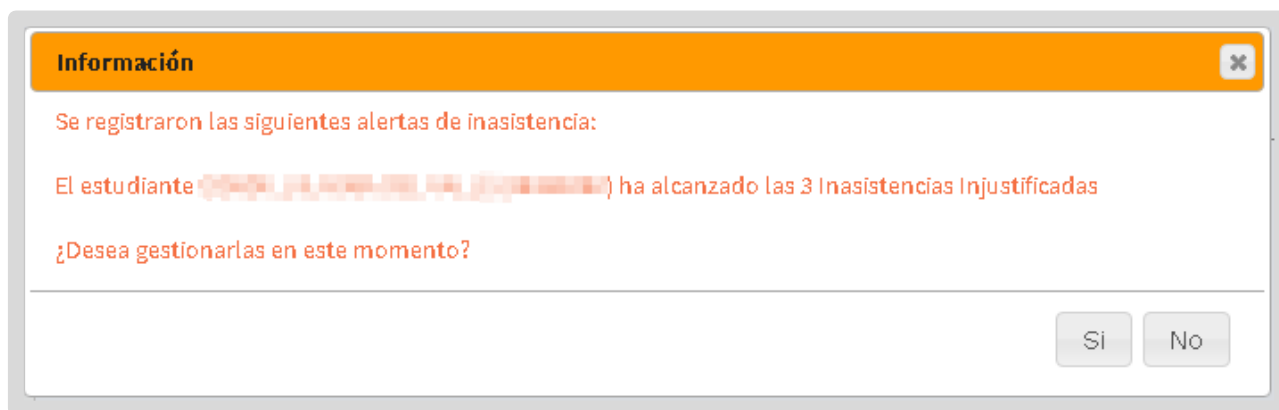 Información
Se registraron las siguientes alertas de inasistencia:
El estudiante ) ha alcanzado las 3 Inasistencias Injustificadas
¿Desea gestionarlas en este momento?
Si
No